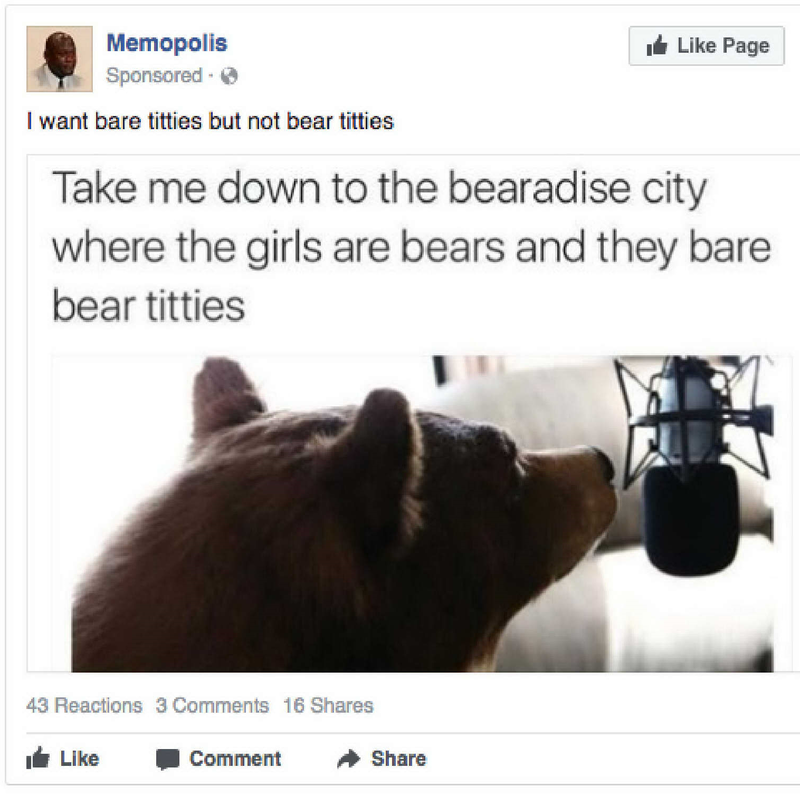 Memopolis
Like Page
Sponsored ·
I want bare titties but not bear titties
Take me down to the bearadise city
where the girls are bears and they bare
bear titties
43 Reactions 3 Comments 16 Shares
Like Comment Share